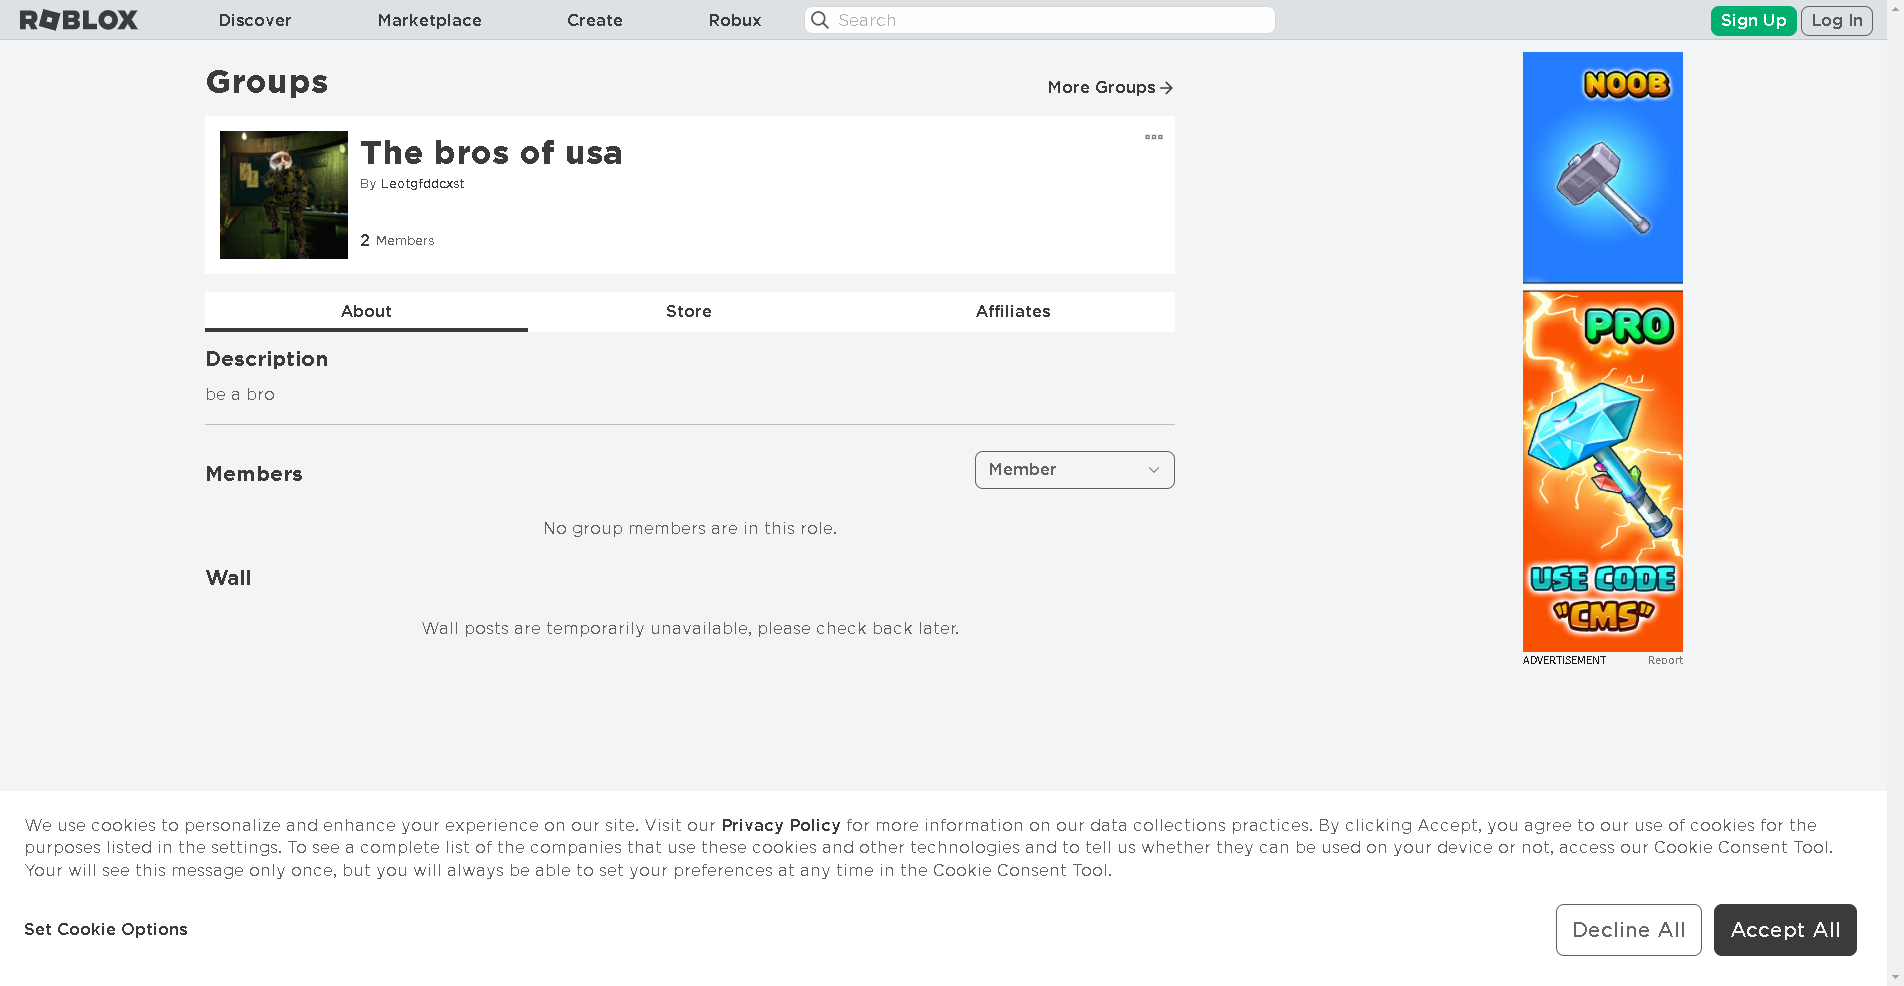 ROBLOX Discover Marketplace Create Robux Search Sign Up Log In
Groups
More Groups
The bros of usa
By Leotgfddcxst
2 Members
About Store Affiliates
Description
be a bro
Members
Member
No group members are in this role.
Wall
Wall posts are temporarily unavailable, please check back later.
NOOB
PRO
USE CODE
"CMS"
ADVERTISEMENT Report
We use cookies to personalize and enhance your experience on our site. Visit our Privacy Policy for more information on our data collections practices. By clicking Accept, you agree to our use of cookies for the
purposes listed in the settings. To see a complete list of the companies that use these cookies and other technologies and to tell us whether they can be used on your device or not, access our Cookie Consent Tool.
Your will see this message only once, but you will always be able to set your preferences at any time in the Cookie Consent Tool.
Set Cookie Options
Decline All
Accept All